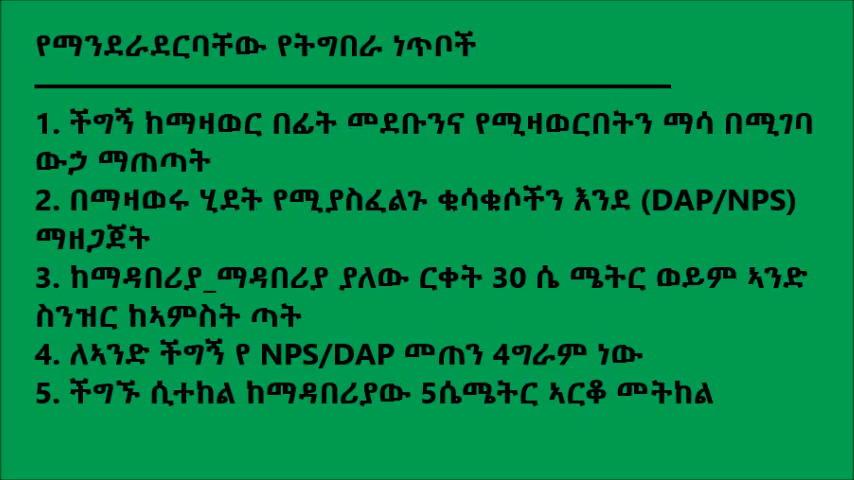 የማንደራደርባቸው የትግበራ ነጥቦች
1. ችግኝ ከማዛወር በፊት መደቡንና የሚዛወርበትን ማሳ በሚገባ
ውኃ ማጠጣት
2. በማዛወሩ ሂደት የሚያስፈልጉ ቁሳቁሶችን እንደ (DAP/NPS)
ማዘጋጀት
3. ከማዳበሪያ_ማዳበሪያ ያለው ርቀት 30 ሴ ሜትር ወይም ኣንድ
ስንዝር ከኣምስት ጣት
4. ለኣንድ ችግኝ የ NPS/DAP መጠን 4ግራም ነው
5. ችግኙ ሲተከል ከማዳበሪያው 5ሴሜትር ኣርቆ መትከል